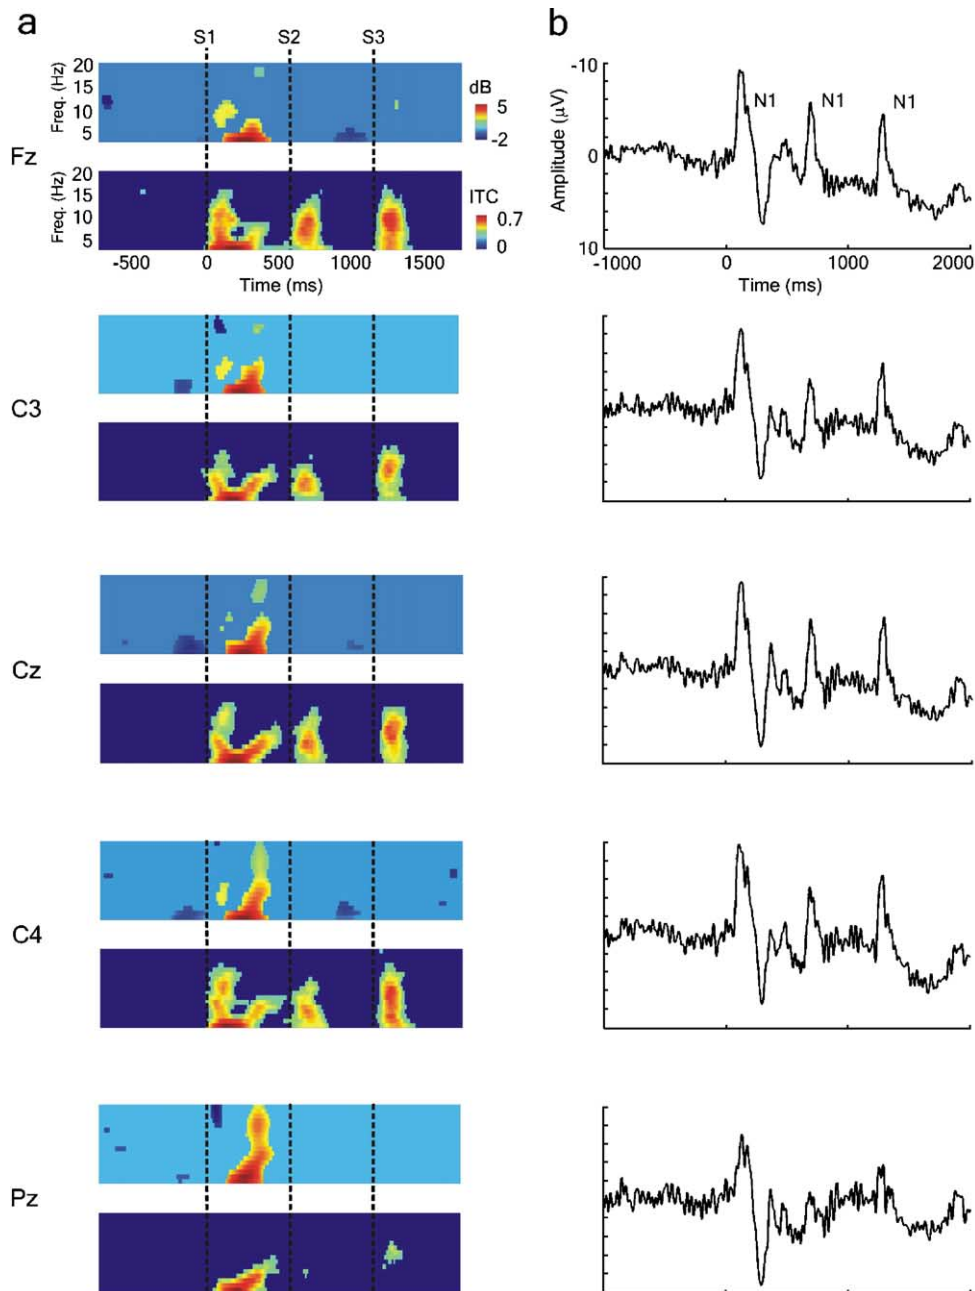 a
b
S1 S2 S3
Fz
Freq. (Hz)
20
15
10
5
dB
5
-2
Freq. (Hz)
20
15
10
5
ITC
0.7
0
-500 0 500 1000 1500
Time (ms)
Amplitude (μV)
-10
0
10
N1 N1 N1
-1000 0 1000 2000
Time (ms)
C3
Cz
C4
Pz